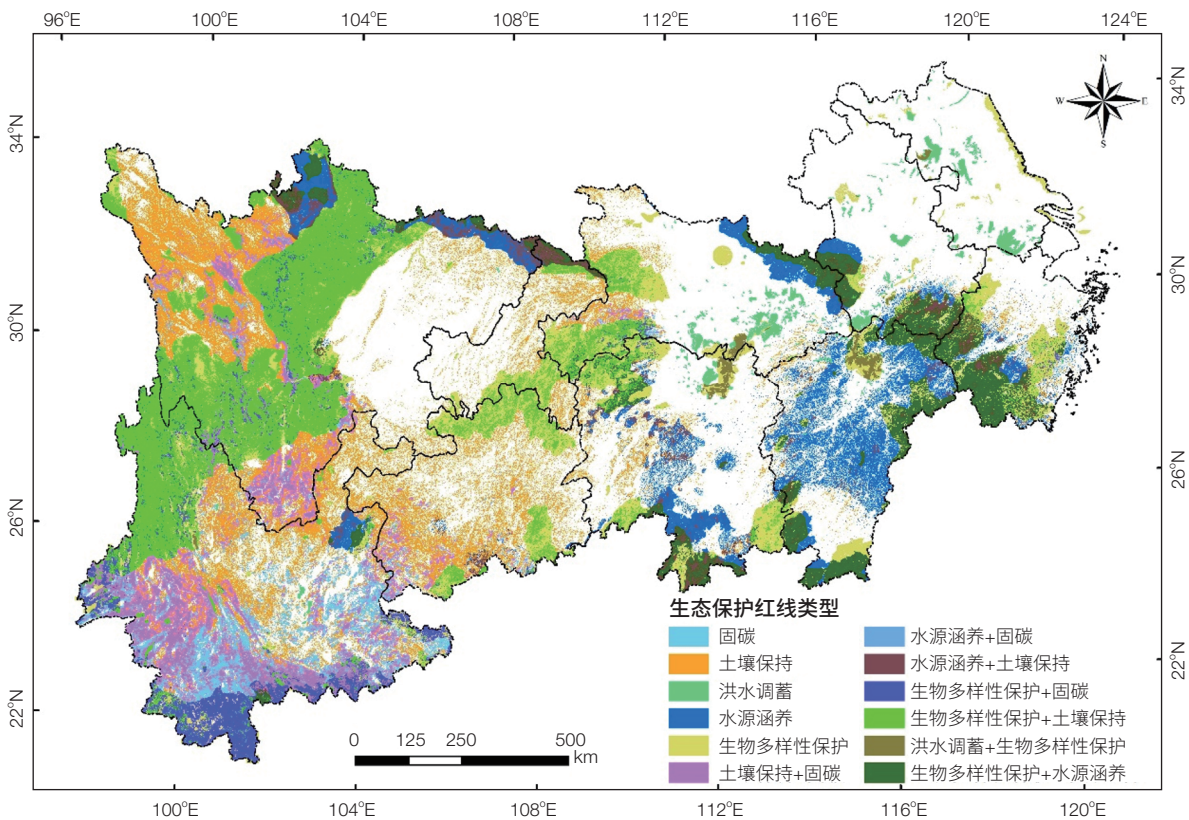 96°E 100°E 104°E 108°E 112°E 116°E 120°E 124°E
N
W E
S
34°N
34°N
30°N
30°N
26°N
26°N
22°N
22°N
生态保护红线类型
固碳
水源涵养+固碳
土壤保持
水源涵养+土壤保持
洪水调蓄
生物多样性保护+固碳
水源涵养
生物多样性保护+土壤保持
生物多样性保护
洪水调蓄+生物多样性保护
土壤保持+固碳
生物多样性保护+水源涵养
0 125 250 500
km
100°E 104°E 108°E 112°E 116°E 120°E